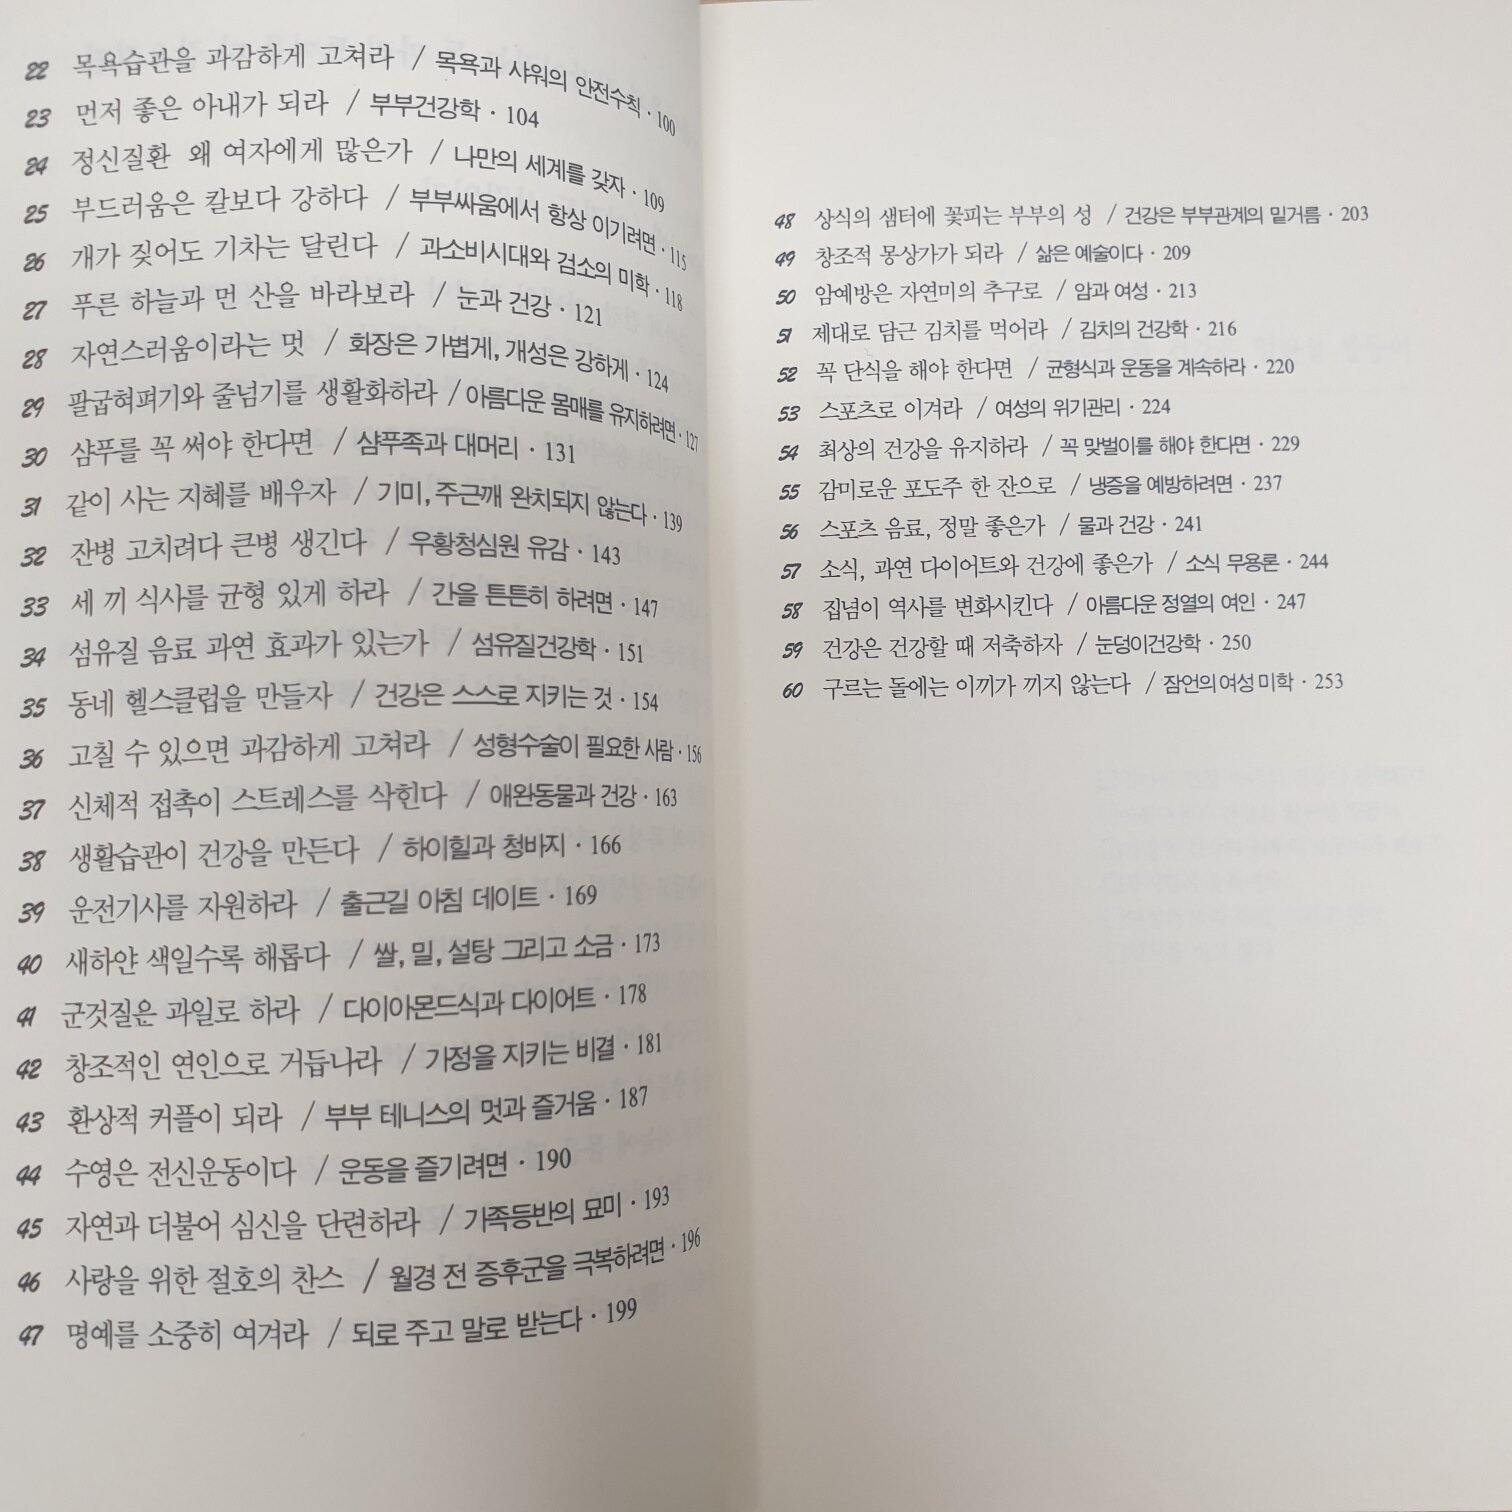 22 목욕습관을 과감하게 고쳐라 / 목욕과 샤워의 안전수칙 · 100
23 먼저 좋은 아내가 되라 / 부부건강학 · 104
24 정신질환 왜 여자에게 많은가 / 나만의 세계를 갖자 · 109
25 부드러움은 칼보다 강하다 / 부부싸움에서 항상 이기려면 · 115
26 개가 짖어도 기차는 달린다 / 과소비시대와 검소의 미학 · 118
27 푸른 하늘과 먼 산을 바라보라 / 눈과 건강 · 121
28 자연스러움이라는 멋 / 화장은 가볍게, 개성은 강하게 · 124
29 팔굽혀펴기와 줄넘기를 생활화하라 / 아름다운 몸매를 유지하려면 · 127
30 샴푸를 꼭 써야 한다면 / 샴푸족과 대머리 · 131
31 같이 사는 지혜를 배우자 / 기미, 주근깨 완치되지 않는다 · 139
32 잔병 고치려다 큰병 생긴다 / 우황청심원 유감 · 143
33 세 끼 식사를 균형 있게 하라 / 간을 튼튼히 하려면 · 147
34 섬유질 음료 과연 효과가 있는가 / 섬유질건강학 · 151
35 동네 헬스클럽을 만들자 / 건강은 스스로 지키는 것 · 154
36 고칠 수 있으면 과감하게 고쳐라 / 성형수술이 필요한 사람 · 156
37 신체적 접촉이 스트레스를 삭힌다 / 애완동물과 건강 · 163
38 생활습관이 건강을 만든다 / 하이힐과 청바지 · 166
39 운전기사를 자원하라 / 출근길 아침 데이트 · 169
40 새하얀 색일수록 해롭다 / 쌀, 밀, 설탕 그리고 소금 · 173
41 군것질은 과일로 하라 / 다이아몬드식과 다이어트 · 178
42 창조적인 연인으로 거듭나라 / 가정을 지키는 비결 · 181
43 환상적 커플이 되라 / 부부 테니스의 멋과 즐거움 · 187
44 수영은 전신운동이다 / 운동을 즐기려면 · 190
45 자연과 더불어 심신을 단련하라 / 가족등반의 묘미 · 193
46 사랑을 위한 절호의 찬스 / 월경 전 증후군을 극복하려면 · 196
47 명예를 소중히 여겨라 / 되로 주고 말로 받는다 · 199
48 상식의 샘터에 꽃피는 부부의 성 / 건강은 부부관계의 밑거름 · 203
49 창조적 몽상가가 되라 / 삶은 예술이다 · 209
50 암예방은 자연미의 추구로 / 암과 여성 · 213
51 제대로 담근 김치를 먹어라 / 김치의 건강학 · 216
52 꼭 단식을 해야 한다면 / 균형식과 운동을 계속하라 · 220
53 스포츠로 이겨라 / 여성의 위기관리 · 224
54 최상의 건강을 유지하라 / 꼭 맞벌이를 해야 한다면 · 229
55 감미로운 포도주 한 잔으로 / 냉증을 예방하려면 · 237
56 스포츠 음료, 정말 좋은가 / 물과 건강 · 241
57 소식, 과연 다이어트와 건강에 좋은가 / 소식 무용론 · 244
58 집념이 역사를 변화시킨다 / 아름다운 정열의 여인 · 247
59 건강은 건강할 때 저축하자 / 눈덩이건강학 · 250
60 구르는 돌에는 이끼가 끼지 않는다 / 잠언의 여성 미학 · 253